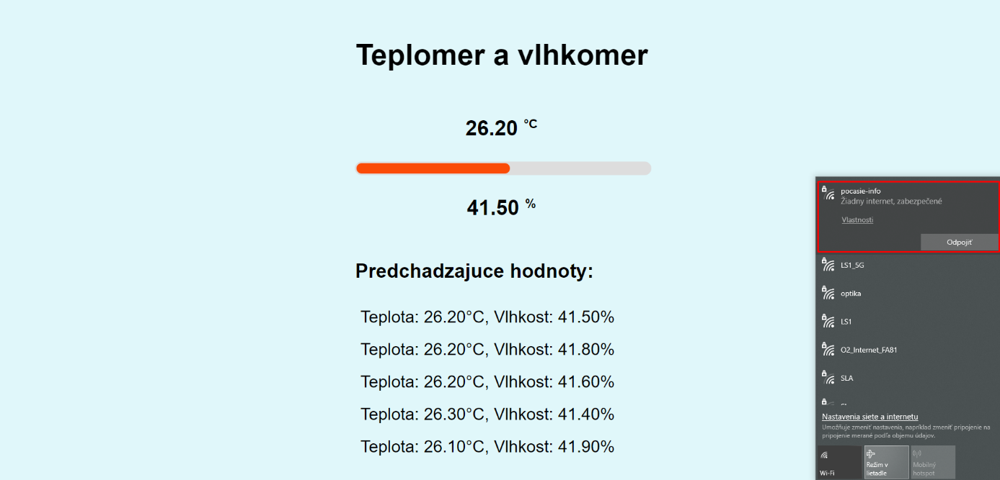 Teplomer a vlhkomer
26.20 °C
41.50 %
Predchadzajuce hodnoty:
Teplota: 26.20°C, Vlhkost: 41.50%
Teplota: 26.20°C, Vlhkost: 41.80%
Teplota: 26.20°C, Vlhkost: 41.60%
Teplota: 26.30°C, Vlhkost: 41.40%
Teplota: 26.10°C, Vlhkost: 41.90%
pocasie-info
Žiadny internet, zabezpečené
Vlastnosti
Odpojiť
LS1_5G
optika
LS1
O2_Internet_FA81
SLA
Nastavenia siete a internetu
Umožňuje zmeniť nastavenia, napríklad zmeniť pripojenie na
pripojenie merané podľa objemu údajov.
Wi-Fi
Režim v
lietadle
Mobilný
hotspot